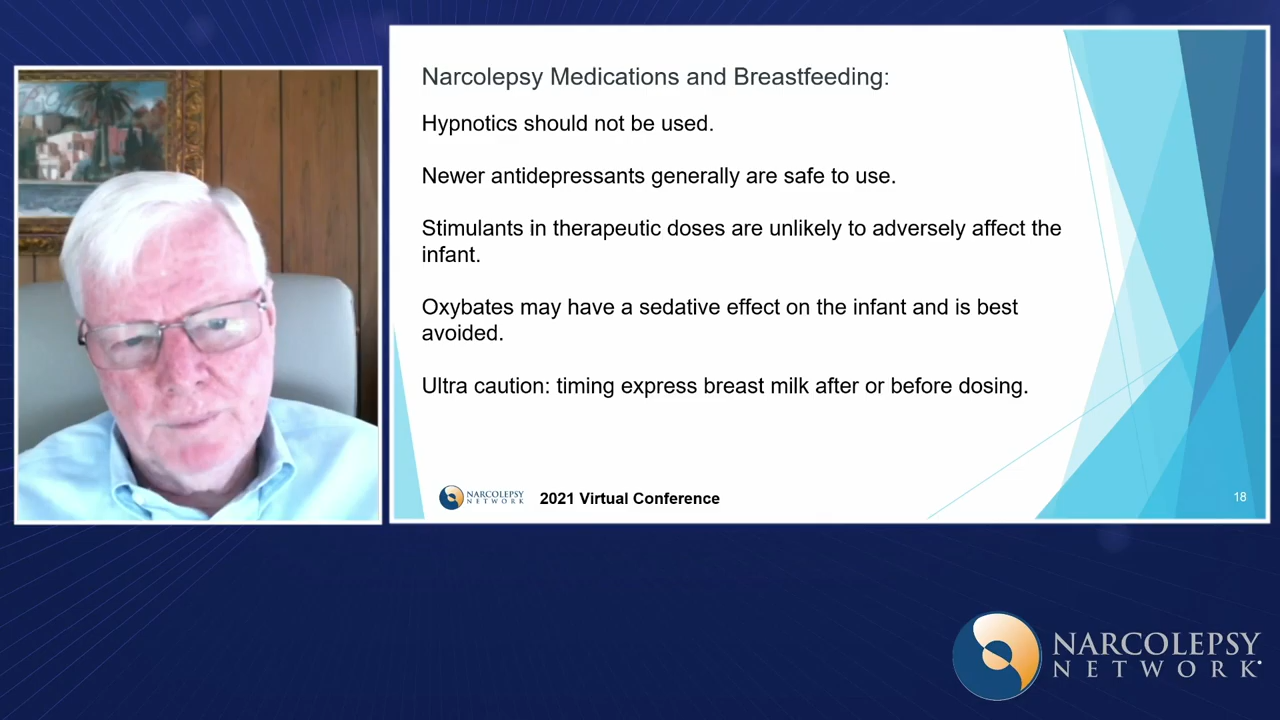 Narcolepsy Medications and Breastfeeding:
Hypnotics should not be used.
Newer antidepressants generally are safe to use.
Stimulants in therapeutic doses are unlikely to adversely affect the
infant.
Oxybates may have a sedative effect on the infant and is best
avoided.
Ultra caution: timing express breast milk after or before dosing.
NARCOLEPSY
NETWORK
2021 Virtual Conference
18
NARCOLEPSY
NETWORK